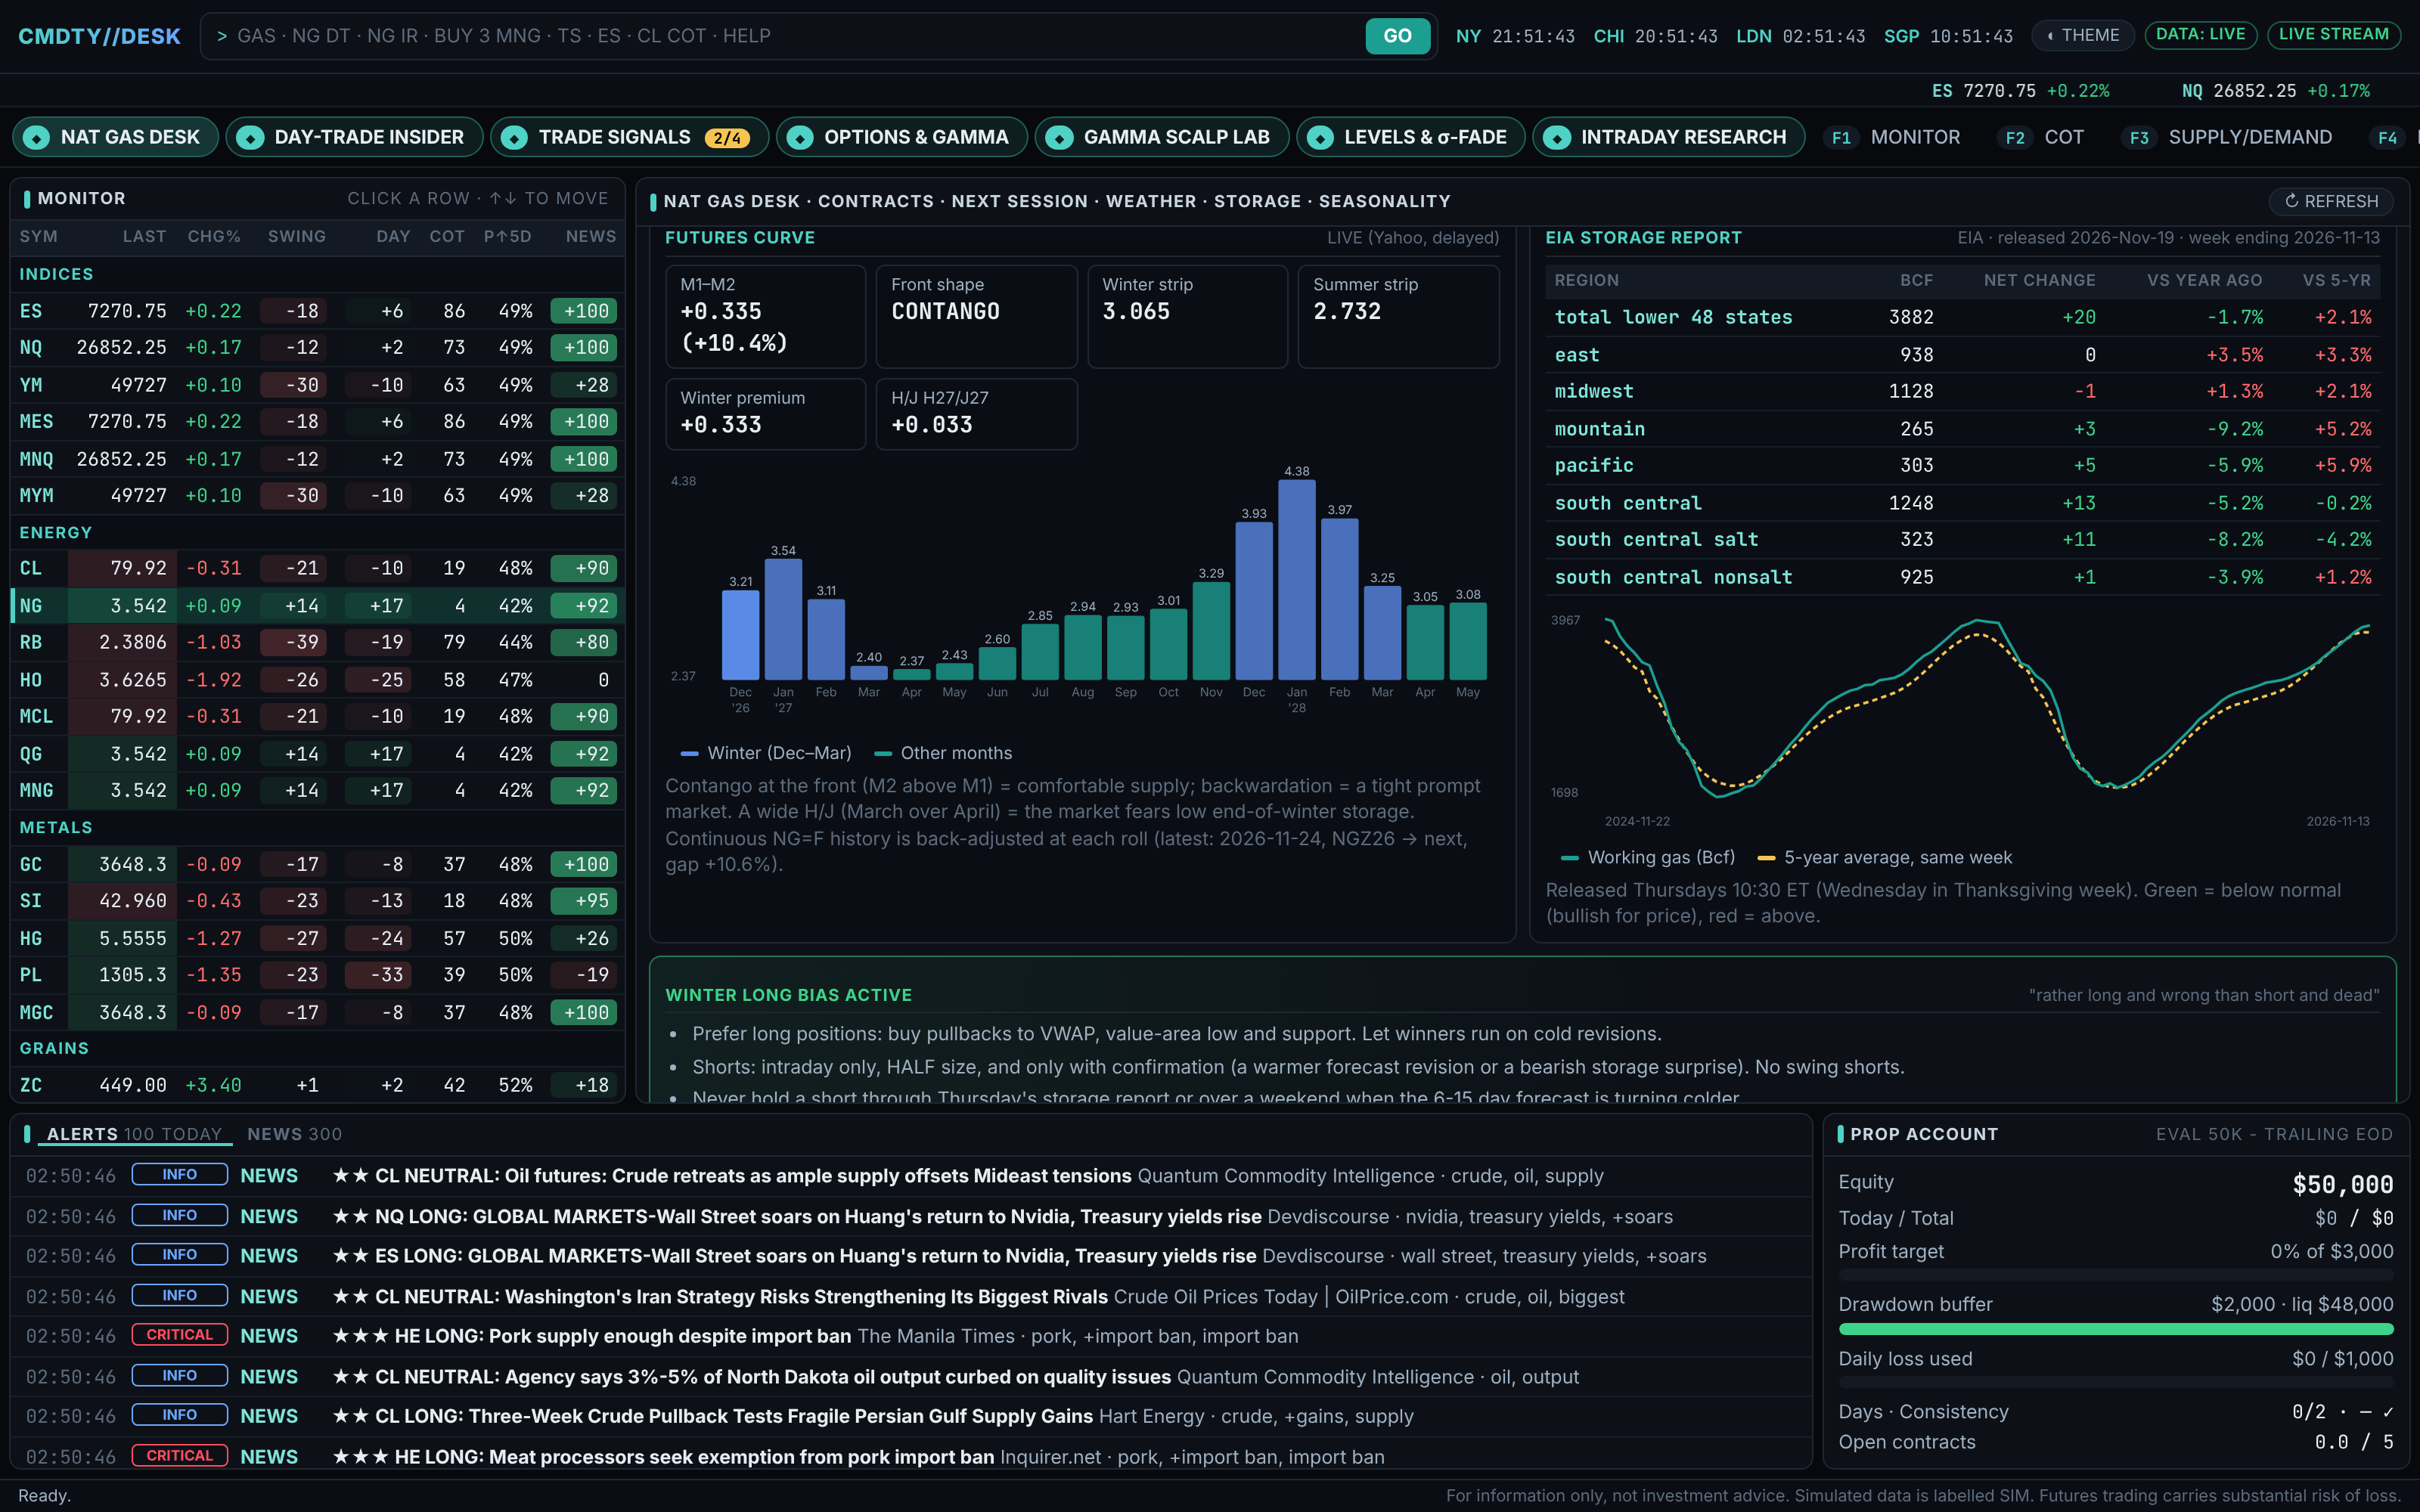 CMDTY//DESK
> GAS · NG DT · NG IR · BUY 3 MNG · TS · ES · CL COT · HELP
GO
NY 21:51:43 CHI 20:51:43 LDN 02:51:43 SGP 10:51:43
THEME
DATA: LIVE
LIVE STREAM
ES 7270.75 +0.22% NQ 26852.25 +0.17%
NAT GAS DESK
DAY-TRADE INSIDER
TRADE SIGNALS 2/4
OPTIONS & GAMMA
GAMMA SCALP LAB
LEVELS & σ-FADE
INTRADAY RESEARCH
F1 MONITOR
F2 COT
F3 SUPPLY/DEMAND
F4
MONITOR CLICK A ROW · ↑↓ TO MOVE
SYM LAST CHG% SWING DAY COT P↑5D NEWS
INDICES
ES 7270.75 +0.22 -18 +6 86 49% +100
NQ 26852.25 +0.17 -12 +2 73 49% +100
YM 49727 +0.10 -30 -10 63 49% +28
MES 7270.75 +0.22 -18 +6 86 49% +100
MNQ 26852.25 +0.17 -12 +2 73 49% +100
MYM 49727 +0.10 -30 -10 63 49% +28
ENERGY
CL 79.92 -0.31 -21 -10 19 48% +90
NG 3.542 +0.09 +14 +17 4 42% +92
RB 2.3806 -1.03 -39 -19 79 44% +80
HO 3.6265 -1.92 -26 -25 58 47% 0
MCL 79.92 -0.31 -21 -10 19 48% +90
QG 3.542 +0.09 +14 +17 4 42% +92
MNG 3.542 +0.09 +14 +17 4 42% +92
METALS
GC 3648.3 -0.09 -17 -8 37 48% +100
SI 42.960 -0.43 -23 -13 18 48% +95
HG 5.5555 -1.27 -27 -24 57 50% +26
PL 1305.3 -1.35 -23 -33 39 50% -19
MGC 3648.3 -0.09 -17 -8 37 48% +100
GRAINS
ZC 449.00 +3.40 +1 +2 42 52% +18
NAT GAS DESK · CONTRACTS · NEXT SESSION · WEATHER · STORAGE · SEASONALITY
↻ REFRESH
FUTURES CURVE LIVE (Yahoo, delayed)
M1–M2
+0.335
(+10.4%)
Front shape
CONTANGO
Winter strip
3.065
Summer strip
2.732
Winter premium
+0.333
H/J H27/J27
+0.033
4.38
2.37
3.21 3.54 3.11 2.40 2.37 2.43 2.60 2.85 2.94 2.93 3.01 3.29 3.93 4.38 3.97 3.25 3.05 3.08
Dec Jan Feb Mar Apr May Jun Jul Aug Sep Oct Nov Dec Jan Feb Mar Apr May
'26 '27 '28
Winter (Dec–Mar) Other months
Contango at the front (M2 above M1) = comfortable supply; backwardation = a tight prompt
market. A wide H/J (March over April) = the market fears low end-of-winter storage.
Continuous NG=F history is back-adjusted at each roll (latest: 2026-11-24, NGZ26 → next,
gap +10.6%).
EIA STORAGE REPORT EIA · released 2026-Nov-19 · week ending 2026-11-13
REGION BCF NET CHANGE VS YEAR AGO VS 5-YR
total lower 48 states 3882 +20 -1.7% +2.1%
east 938 0 +3.5% +3.3%
midwest 1128 -1 +1.3% +2.1%
mountain 265 +3 -9.2% +5.2%
pacific 303 +5 -5.9% +5.9%
south central 1248 +13 -5.2% -0.2%
south central salt 323 +11 -8.2% -4.2%
south central nonsalt 925 +1 -3.9% +1.2%
3967
1698
2024-11-22 2026-11-13
Working gas (Bcf) 5-year average, same week
Released Thursdays 10:30 ET (Wednesday in Thanksgiving week). Green = below normal
(bullish for price), red = above.
WINTER LONG BIAS ACTIVE "rather long and wrong than short and dead"
• Prefer long positions: buy pullbacks to VWAP, value-area low and support. Let winners run on cold revisions.
• Shorts: intraday only, HALF size, and only with confirmation (a warmer forecast revision or a bearish storage surprise). No swing shorts.
• Never hold a short through Thursday's storage report or over a weekend when the 6-15 day forecast is turning colder.
ALERTS 100 TODAY NEWS 300
02:50:46 INFO NEWS ★★ CL NEUTRAL: Oil futures: Crude retreats as ample supply offsets Mideast tensions Quantum Commodity Intelligence · crude, oil, supply
02:50:46 INFO NEWS ★★ NQ LONG: GLOBAL MARKETS-Wall Street soars on Huang's return to Nvidia, Treasury yields rise Devdiscourse · nvidia, treasury yields, +soars
02:50:46 INFO NEWS ★★ ES LONG: GLOBAL MARKETS-Wall Street soars on Huang's return to Nvidia, Treasury yields rise Devdiscourse · wall street, treasury yields, +soars
02:50:46 INFO NEWS ★★ CL NEUTRAL: Washington's Iran Strategy Risks Strengthening Its Biggest Rivals Crude Oil Prices Today | OilPrice.com · crude, oil, biggest
02:50:46 CRITICAL NEWS ★★★ HE LONG: Pork supply enough despite import ban The Manila Times · pork, +import ban, import ban
02:50:46 INFO NEWS ★★ CL NEUTRAL: Agency says 3%-5% of North Dakota oil output curbed on quality issues Quantum Commodity Intelligence · oil, output
02:50:46 INFO NEWS ★★ CL LONG: Three-Week Crude Pullback Tests Fragile Persian Gulf Supply Gains Hart Energy · crude, +gains, supply
02:50:46 CRITICAL NEWS ★★★ HE LONG: Meat processors seek exemption from pork import ban Inquirer.net · pork, +import ban, import ban
PROP ACCOUNT EVAL 50K - TRAILING EOD
Equity $50,000
Today / Total $0 / $0
Profit target 0% of $3,000
Drawdown buffer $2,000 · liq $48,000
Daily loss used $0 / $1,000
Days · Consistency 0/2 · — ✓
Open contracts 0.0 / 5
Ready.
For information only, not investment advice. Simulated data is labelled SIM. Futures trading carries substantial risk of loss.